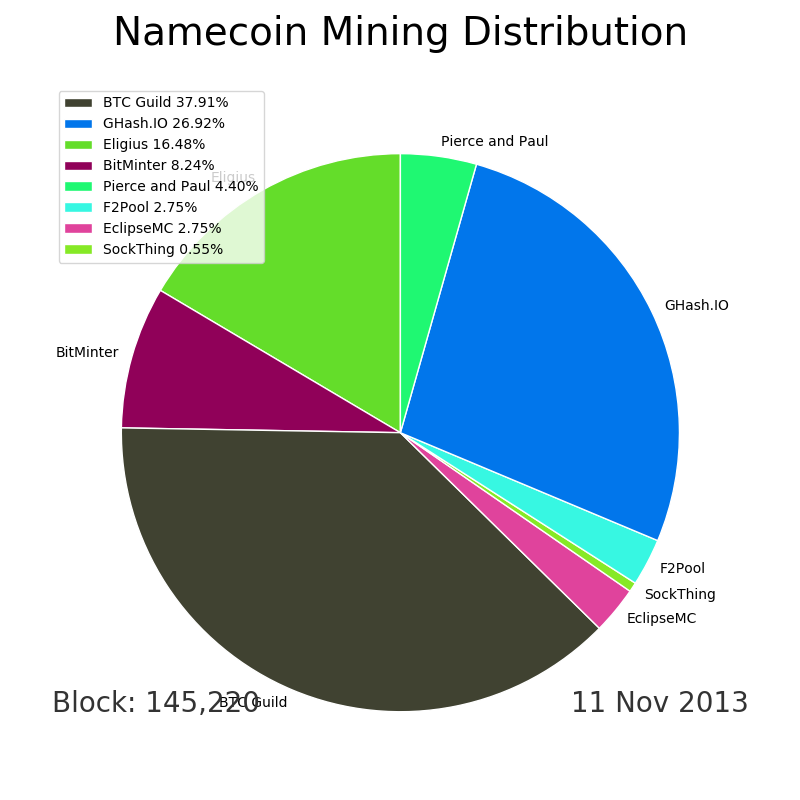 Namecoin Mining Distribution
BTC Guild 37.91%
GHash.IO 26.92%
Eligius 16.48%
BitMinter 8.24%
Pierce and Paul 4.40%
F2Pool 2.75%
EclipseMC 2.75%
SockThing 0.55%
Pierce and Paul
Eligius
GHash.IO
BitMinter
F2Pool
SockThing
EclipseMC
BTC Guild
Block: 145,220
11 Nov 2013